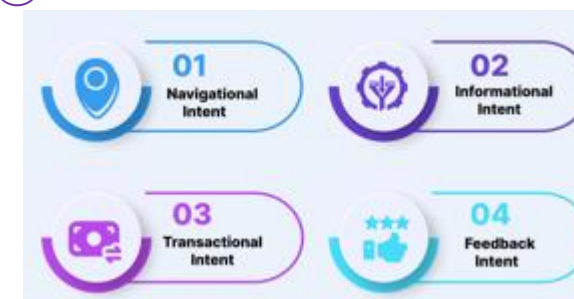 01
Navigational
Intent
02
Informational
Intent
03
Transactional
Intent
04
Feedback
Intent